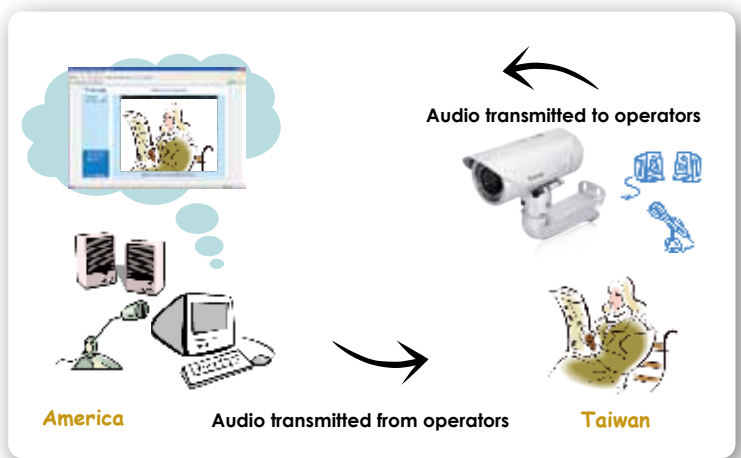 Audio transmitted to operators
America
Audio transmitted from operators
Taiwan